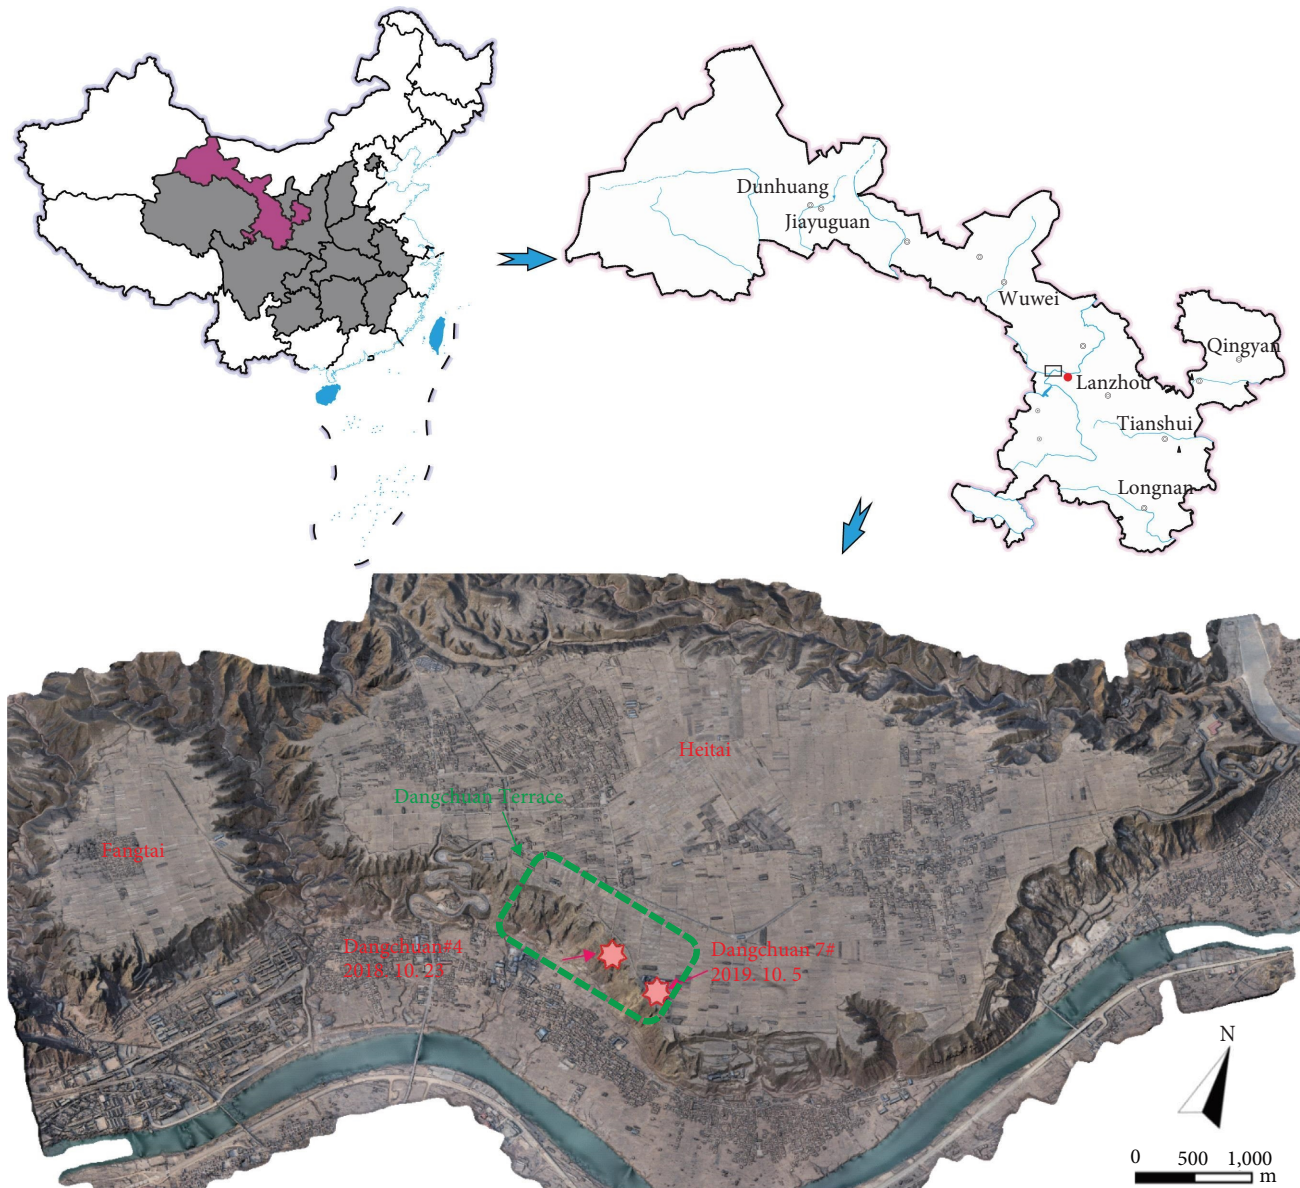 Dunhuang
Jiayuguan
Wuwei
Qingyan
Lanzhou
Tianshui
Longnan
Heitai
Dangchuan Terrace
Fangtai
Dangchuan#4
2018. 10. 23
Dangchuan 7#
2019. 10. 5
N
0 500 1,000
m